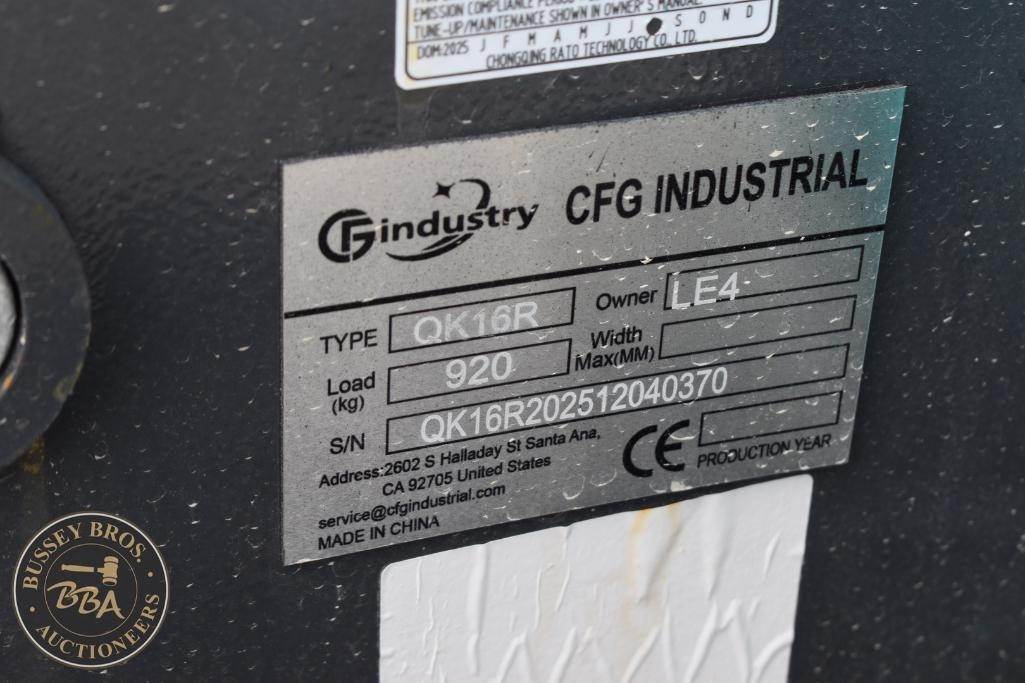 EMISSION COMPLIANCE PERIOD
TUNE-UP/MAINTENANCE SHOWN IN OWNER'S MANUAL.
DOM:2025 J F M A M J J S O N D
CHONGQING RATO TECHNOLOGY CO., LTD.
GFindustry CFG INDUSTRIAL
TYPE QK16R Owner LE4
Load (kg) 920 Width Max(MM)
S/N QK16R202512040370
Address:2602 S Halladay St Santa Ana,
CA 92705 United States
CE PRODUCTION YEAR
service@cfgindustrial.com
MADE IN CHINA
BUSSEY BROS.
BBA
AUCTIONEERS